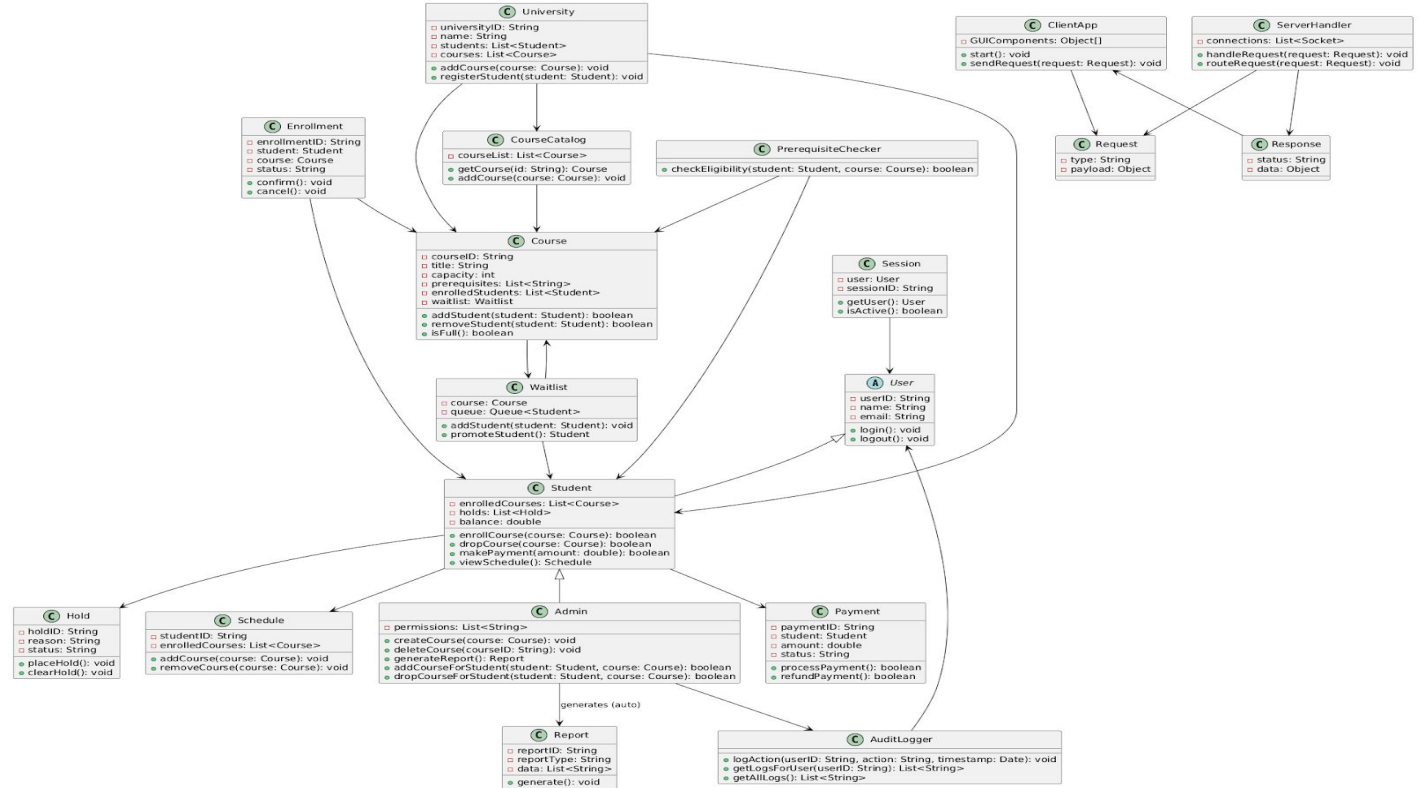 C University
universityID: String
name: String
students: List<Student>
courses: List<Course>
addCourse(course: Course): void
registerStudent(student: Student): void
C ClientApp
GUIComponents: Object[]
start(): void
sendRequest(request: Request): void
C ServerHandler
connections: List<Socket>
handleRequest(request: Request): void
routeRequest(request: Request): void
C Enrollment
enrollmentID: String
student: Student
course: Course
status: String
confirm(): void
cancel(): void
C CourseCatalog
courseList: List<Course>
getCourse(id: String): Course
addCourse(course: Course): void
C PrerequisiteChecker
checkEligibility(student: Student, course: Course): boolean
C Request
type: String
payload: Object
C Response
status: String
data: Object
C Course
courseID: String
title: String
capacity: int
prerequisites: List<String>
enrolledStudents: List<Student>
waitlist: Waitlist
addStudent(student: Student): boolean
removeStudent(student: Student): boolean
isFull(): boolean
C Session
user: User
sessionID: String
getUser(): User
isActive(): boolean
C Waitlist
course: Course
queue: Queue<Student>
addStudent(student: Student): void
promoteStudent(): Student
A User
userID: String
name: String
email: String
login(): void
logout(): void
C Student
enrolledCourses: List<Course>
holds: List<Hold>
balance: double
enrollCourse(course: Course): boolean
dropCourse(course: Course): boolean
makePayment(amount: double): boolean
viewSchedule(): Schedule
C Hold
holdID: String
reason: String
status: String
placeHold(): void
clearHold(): void
C Schedule
studentID: String
enrolledCourses: List<Course>
addCourse(course: Course): void
removeCourse(course: Course): void
C Admin
permissions: List<String>
createCourse(course: Course): void
deleteCourse(courseID: String): void
generateReport(): Report
addCourseForStudent(student: Student, course: Course): boolean
dropCourseForStudent(student: Student, course: Course): boolean
C Payment
paymentID: String
student: Student
amount: double
status: String
processPayment(): boolean
refundPayment(): boolean
generates (auto)
C Report
reportID: String
reportType: String
data: List<String>
generate(): void
C AuditLogger
logAction(userID: String, action: String, timestamp: Date): void
getLogsForUser(userID: String): List<String>
getAllLogs(): List<String>